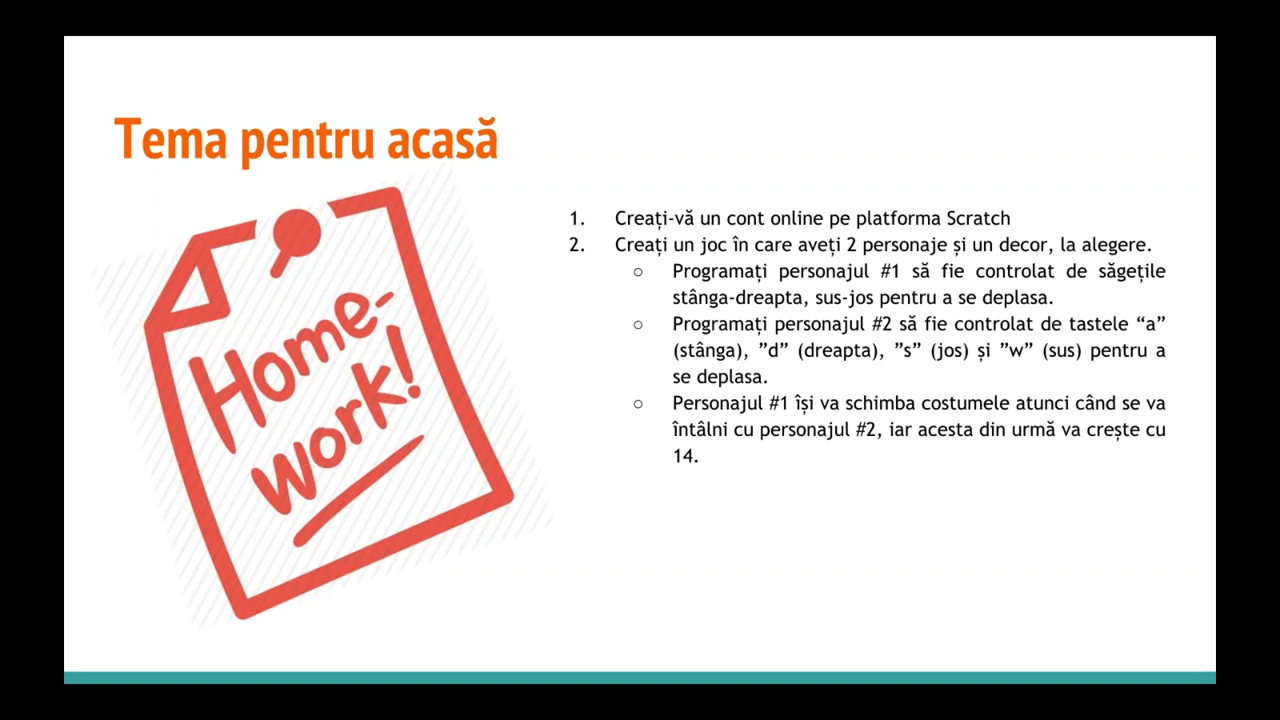 Tema pentru acasă
Home-
work!
1. Creați-vă un cont online pe platforma Scratch
2. Creați un joc în care aveți 2 personaje și un decor, la alegere.
○ Programați personajul #1 să fie controlat de săgețile
stânga-dreapta, sus-jos pentru a se deplasa.
○ Programați personajul #2 să fie controlat de tastele “a”
(stânga), ”d” (dreapta), ”s” (jos) și ”w” (sus) pentru a
se deplasa.
○ Personajul #1 își va schimba costumele atunci când se va
întâlni cu personajul #2, iar acesta din urmă va crește cu
14.